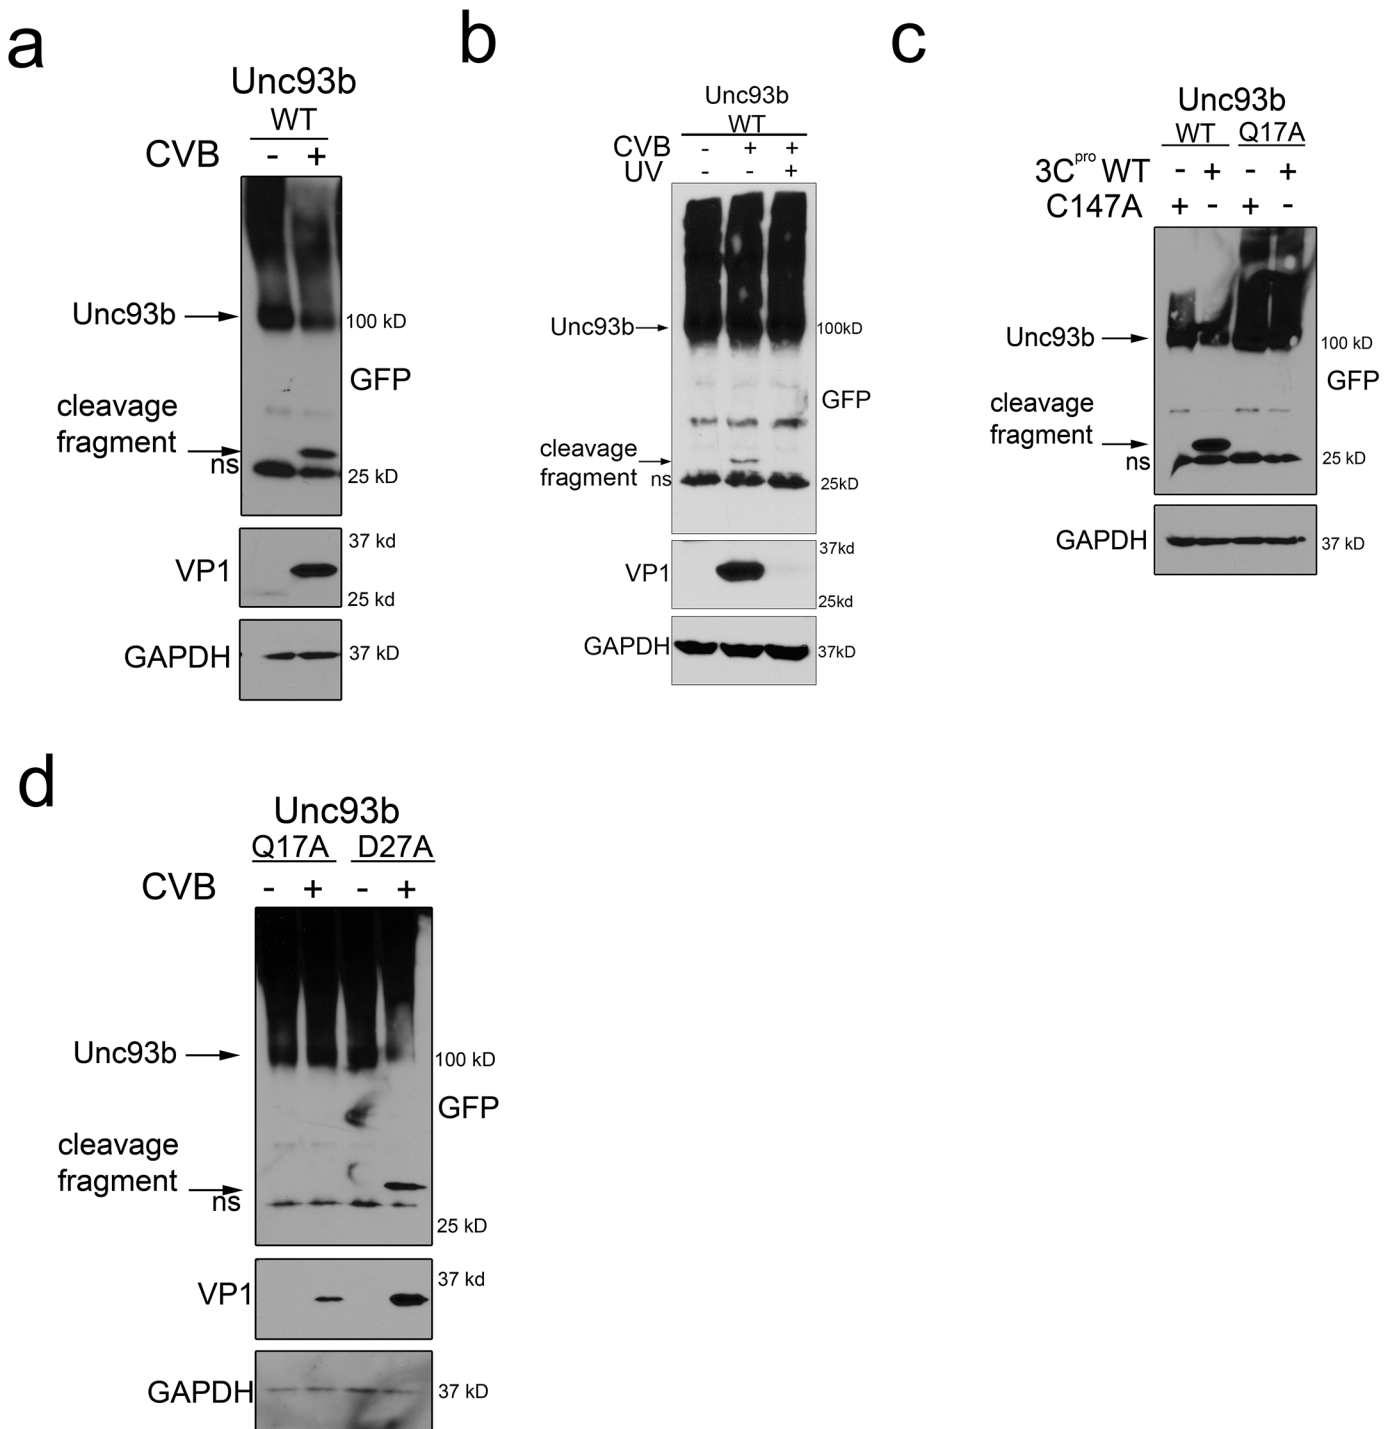 a
Unc93b
WT
CVB - +
Unc93b
100 kD
GFP
cleavage
fragment
ns
25 kD
37 kd
VP1
25 kd
GAPDH
37 kD
b
Unc93b
WT
CVB - + +
UV - - +
Unc93b
100kD
GFP
cleavage
fragment
ns
25kD
37kd
VP1
25kd
GAPDH
37kD
c
Unc93b
WT Q17A
3Cpro WT - + - +
C147A + - + -
Unc93b
100 kD
GFP
cleavage
fragment
ns
25 kD
GAPDH
37 kD
d
Unc93b
Q17A D27A
CVB - + - +
Unc93b
100 kD
GFP
cleavage
fragment
ns
25 kD
37 kd
VP1
GAPDH
37 kD